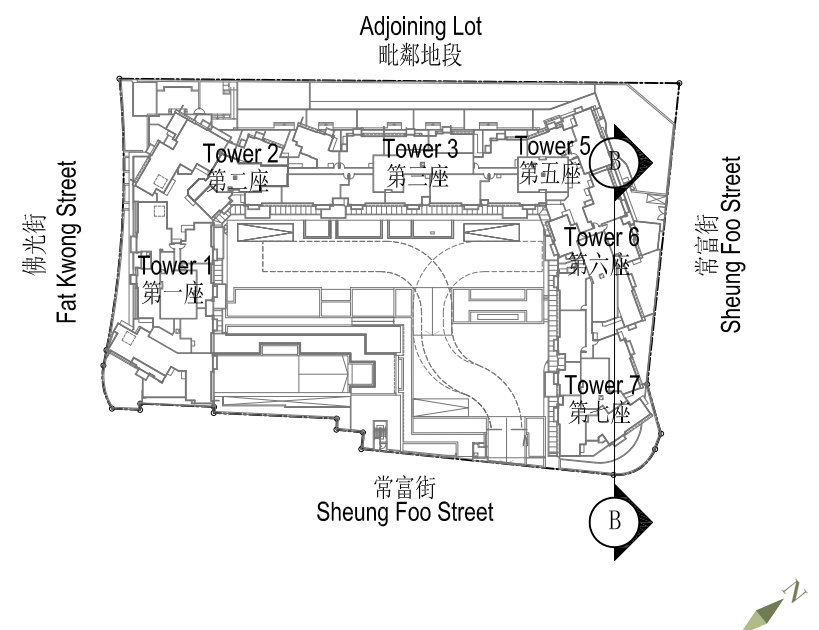 Adjoining Lot
毗鄰地段
Tower 5
第五座
B
Tower 3
第三座
Tower 2
第二座
佛光街
Fat Kwong Street
常富街
Sheung Foo Street
Tower 6
第六座
Tower 1
第一座
Tower 7
第七座
常富街
Sheung Foo Street
B
N